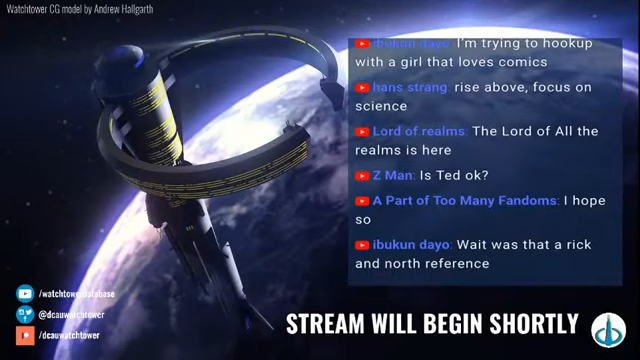 Watchtower CG model by Andrew Hallgarth
ibukun dayo: I'm trying to hookup
with a girl that loves comics
hans strang: rise above, focus on
science
Lord of realms: The Lord of All the
realms is here
Z Man: Is Ted ok?
A Part of Too Many Fandoms: I hope
so
ibukun dayo: Wait was that a rick
and north reference
/watchtowerdatabase
@dcauwatchtower
/dcauwatchtower
STREAM WILL BEGIN SHORTLY